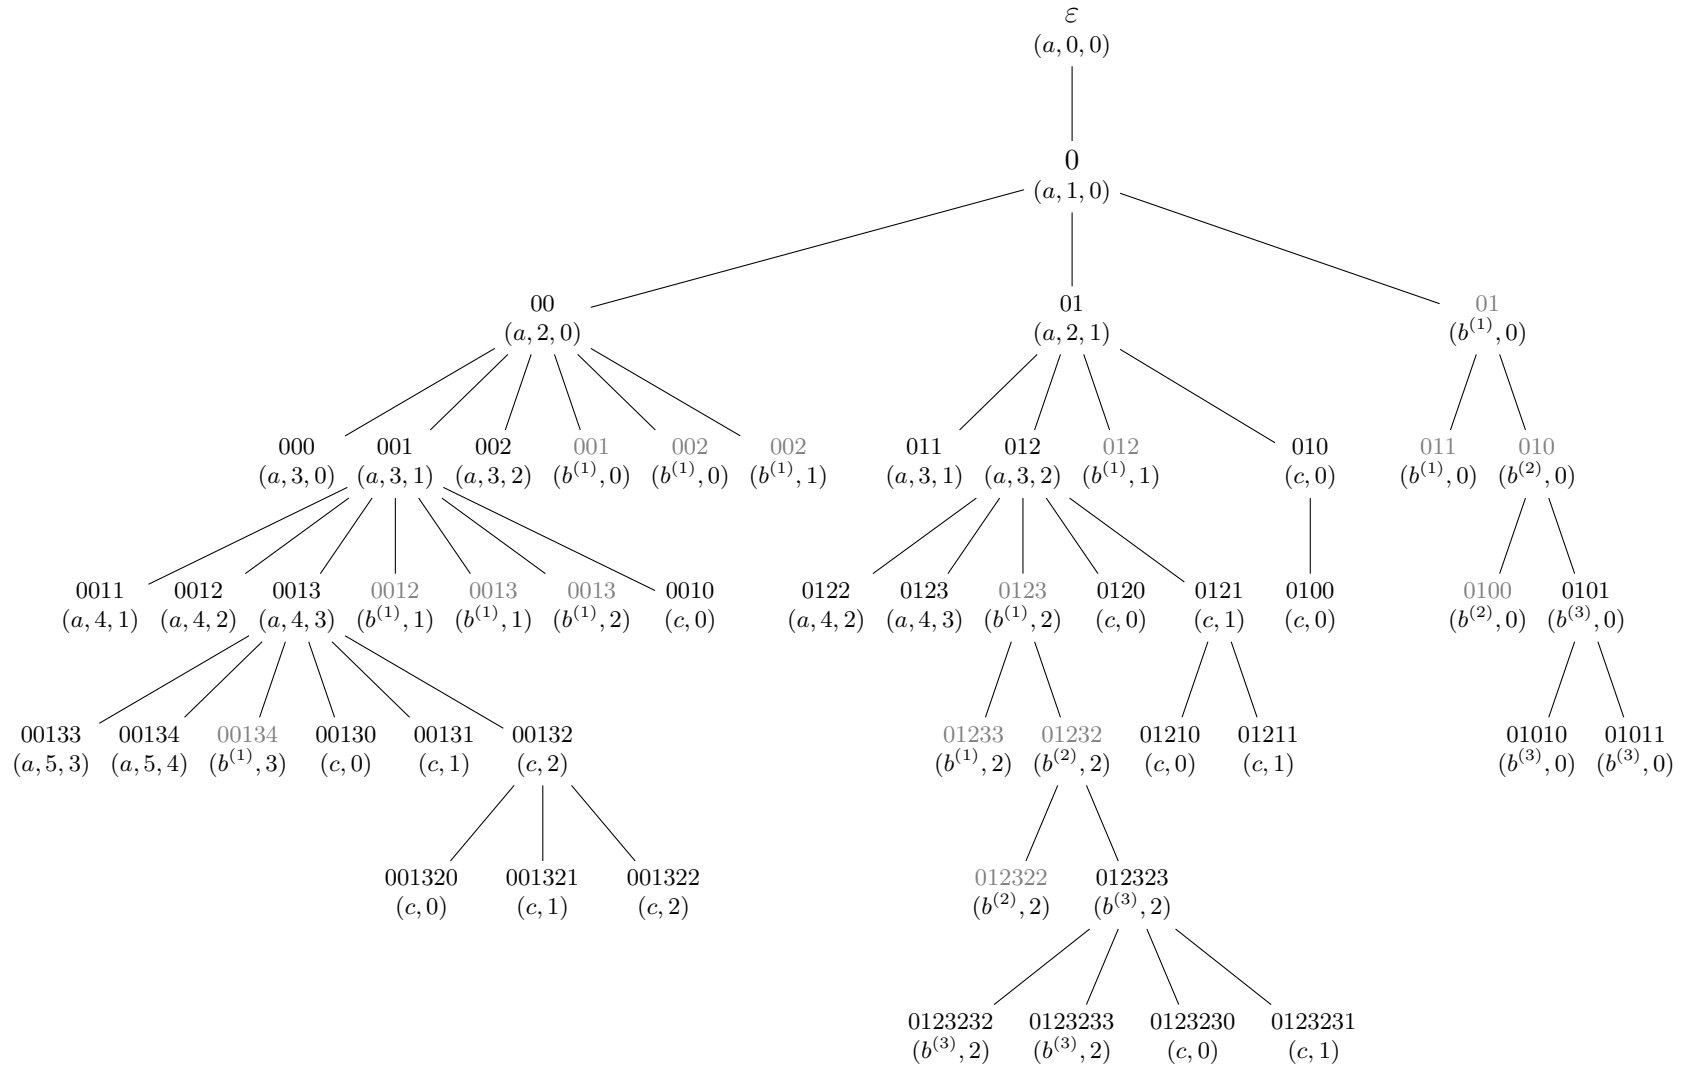 ε
(a, 0, 0)
0
(a, 1, 0)
00 01 01
(a, 2, 0) (a, 2, 1) (b⁽¹⁾, 0)
000 001 002 001 002 002 011 012 012 010 011 010
(a, 3, 0) (a, 3, 1) (a, 3, 2) (b⁽¹⁾, 0) (b⁽¹⁾, 0) (b⁽¹⁾, 1) (a, 3, 1) (a, 3, 2) (b⁽¹⁾, 1) (c, 0) (b⁽¹⁾, 0) (b⁽²⁾, 0)
0011 0012 0013 0012 0013 0013 0010 0122 0123 0123 0120 0121 0100 0100 0101
(a, 4, 1) (a, 4, 2) (a, 4, 3) (b⁽¹⁾, 1) (b⁽¹⁾, 1) (b⁽¹⁾, 2) (c, 0) (a, 4, 2) (a, 4, 3) (b⁽¹⁾, 2) (c, 0) (c, 1) (c, 0) (b⁽²⁾, 0) (b⁽³⁾, 0)
00133 00134 00134 00130 00131 00132 01233 01232 01210 01211 01010 01011
(a, 5, 3) (a, 5, 4) (b⁽¹⁾, 3) (c, 0) (c, 1) (c, 2) (b⁽¹⁾, 2) (b⁽²⁾, 2) (c, 0) (c, 1) (b⁽³⁾, 0) (b⁽³⁾, 0)
001320 001321 001322 012322 012323
(c, 0) (c, 1) (c, 2) (b⁽²⁾, 2) (b⁽³⁾, 2)
0123232 0123233 0123230 0123231
(b⁽³⁾, 2) (b⁽³⁾, 2) (c, 0) (c, 1)